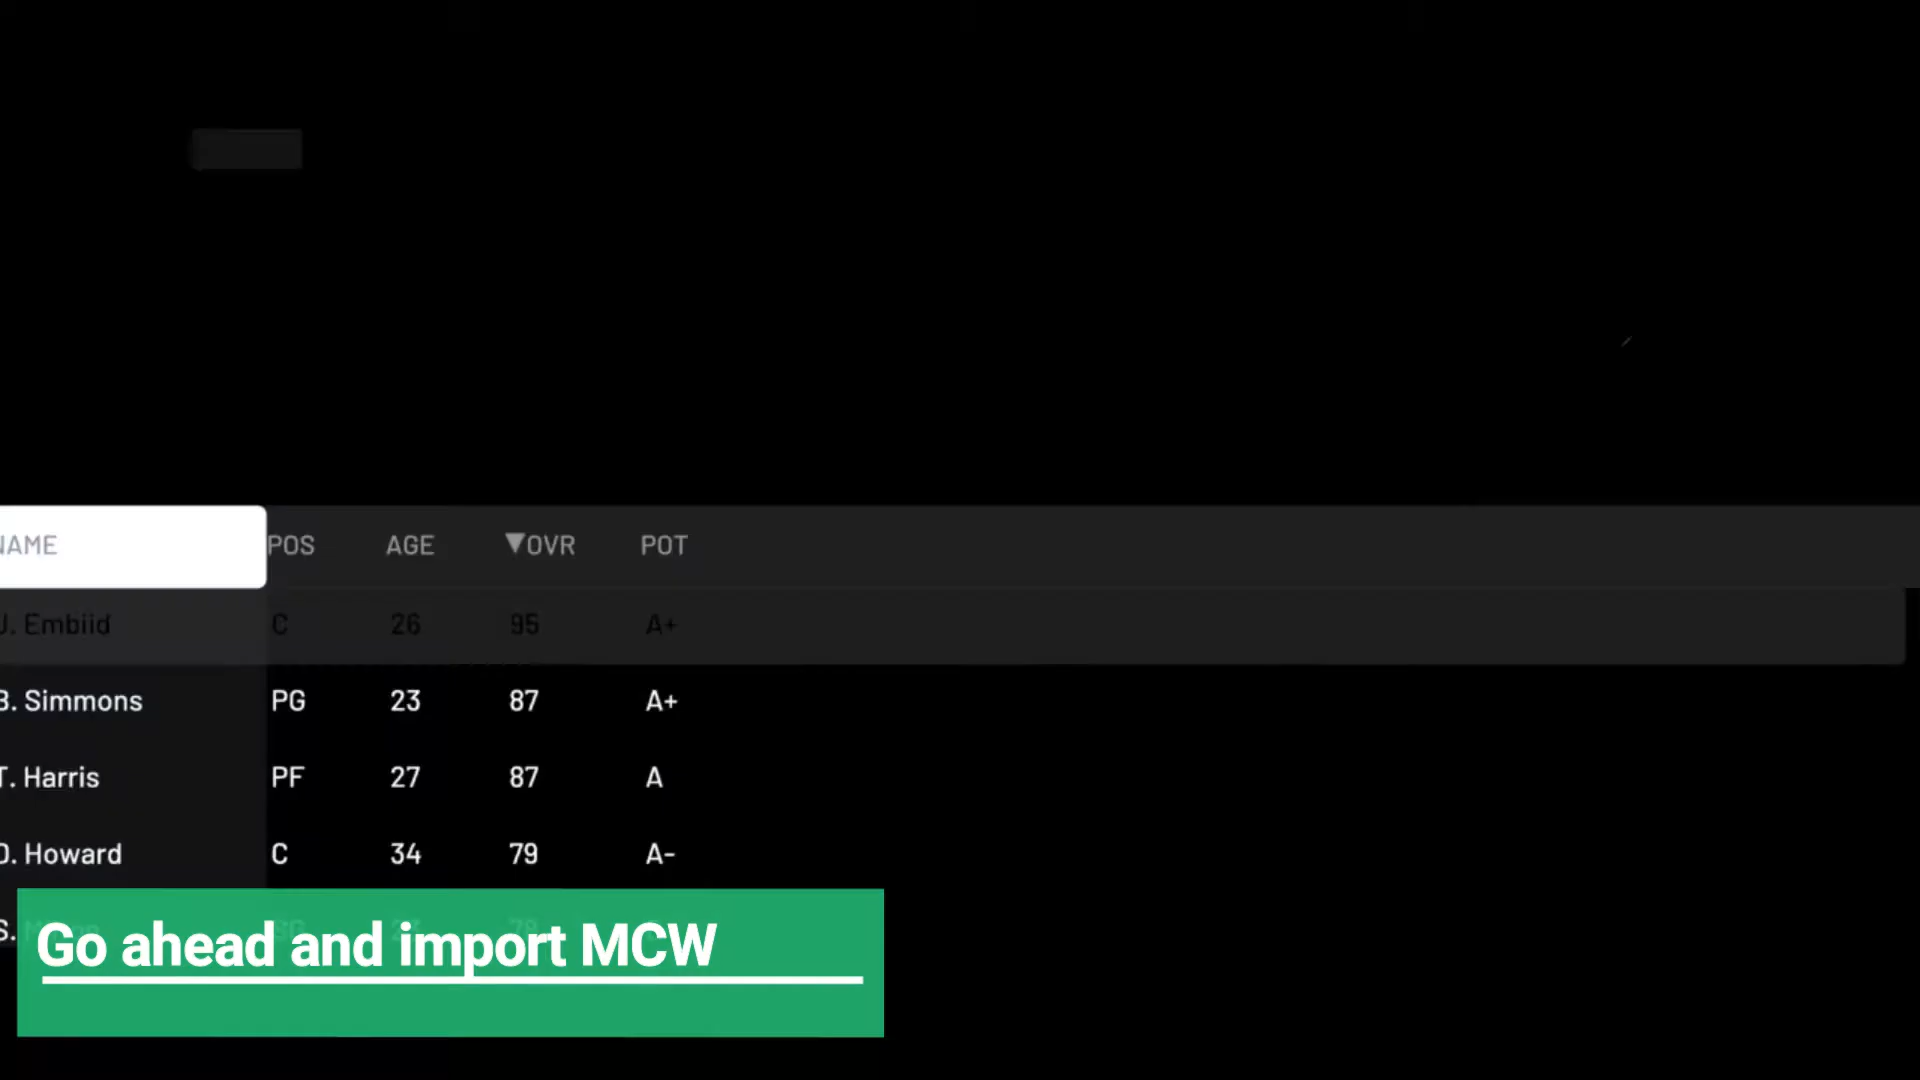 NAME POS AGE ▼OVR POT
J. Embiid C 26 95 A+
B. Simmons PG 23 87 A+
T. Harris PF 27 87 A
D. Howard C 34 79 A-
S.
Go ahead and import MCW